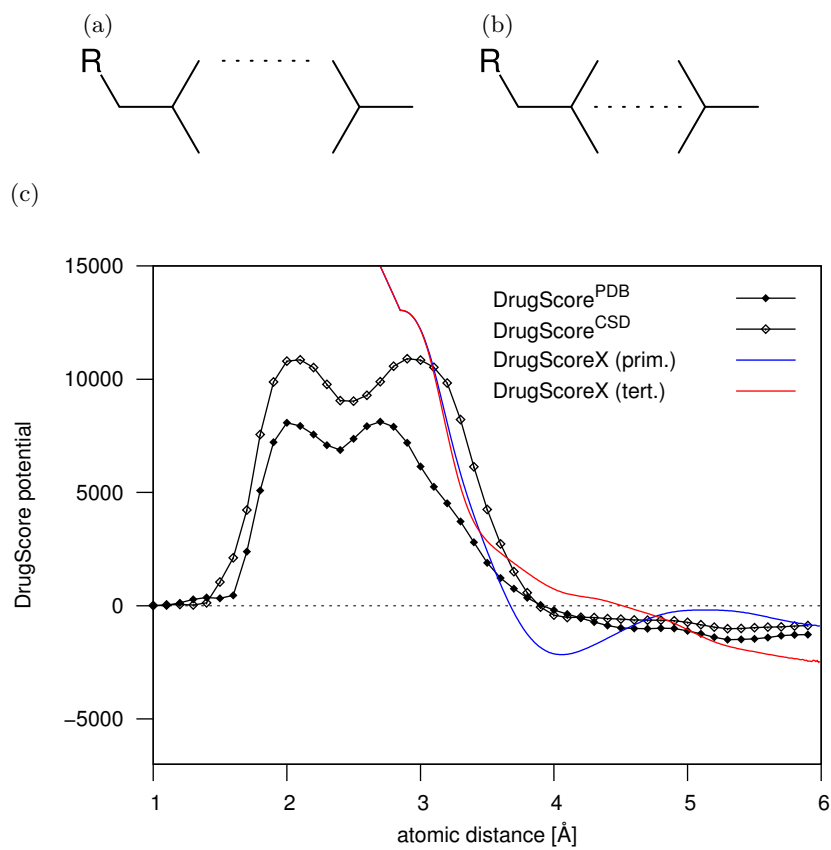 (a)
(b)
R
R
(c)
15000
10000
5000
0
−5000
DrugScore potential
DrugScore^PDB
DrugScore^CSD
DrugScoreX (prim.)
DrugScoreX (tert.)
1 2 3 4 5 6
atomic distance [Å]